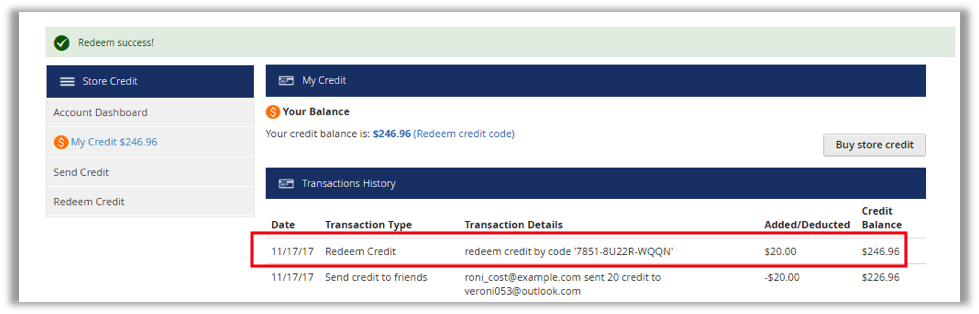 Redeem success!
Store Credit
Account Dashboard
My Credit $246.96
Send Credit
Redeem Credit
My Credit
Your Balance
Your credit balance is: $246.96 (Redeem credit code)
Buy store credit
Transactions History
Date Transaction Type Transaction Details Added/Deducted Credit Balance
11/17/17 Redeem Credit redeem credit by code '7851-8U22R-WQQN' $20.00 $246.96
11/17/17 Send credit to friends roni_cost@example.com sent 20 credit to -$20.00 $226.96
veroni053@outlook.com